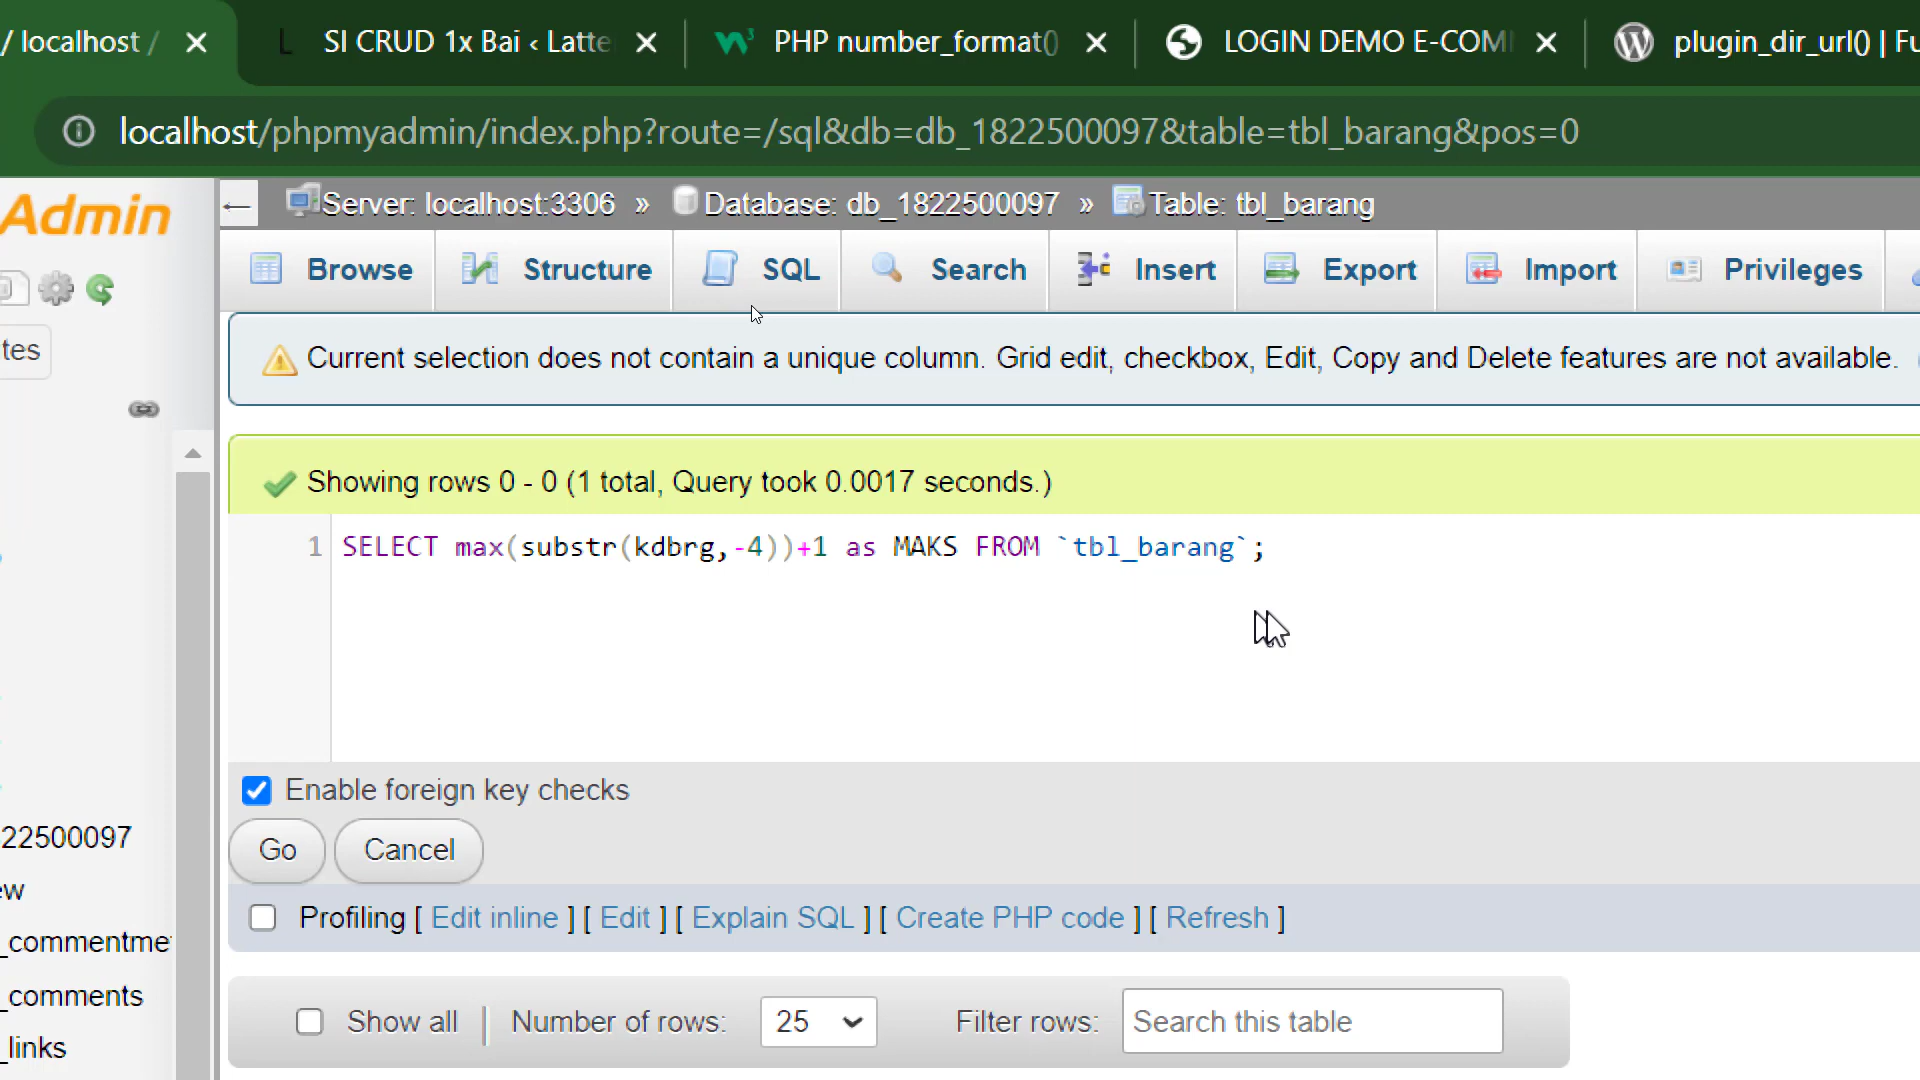 / localhost /
L SI CRUD 1x Bai ‹ Latte
PHP number_format()
LOGIN DEMO E-COM
plugin_dir_url() | Fu
localhost/phpmyadmin/index.php?route=/sql&db=db_1822500097&table=tbl_barang&pos=0
Admin
Server: localhost:3306 » Database: db_1822500097 » Table: tbl_barang
Browse Structure SQL Search Insert Export Import Privileges
tes
Current selection does not contain a unique column. Grid edit, checkbox, Edit, Copy and Delete features are not available.
Showing rows 0 - 0 (1 total, Query took 0.0017 seconds.)
1 SELECT max(substr(kdbrg,-4))+1 as MAKS FROM `tbl_barang`;
Enable foreign key checks
22500097
Go Cancel
ew
Profiling [ Edit inline ] [ Edit ] [ Explain SQL ] [ Create PHP code ] [ Refresh ]
_commentmet
_comments
Show all | Number of rows: 25 Filter rows: Search this table
_links